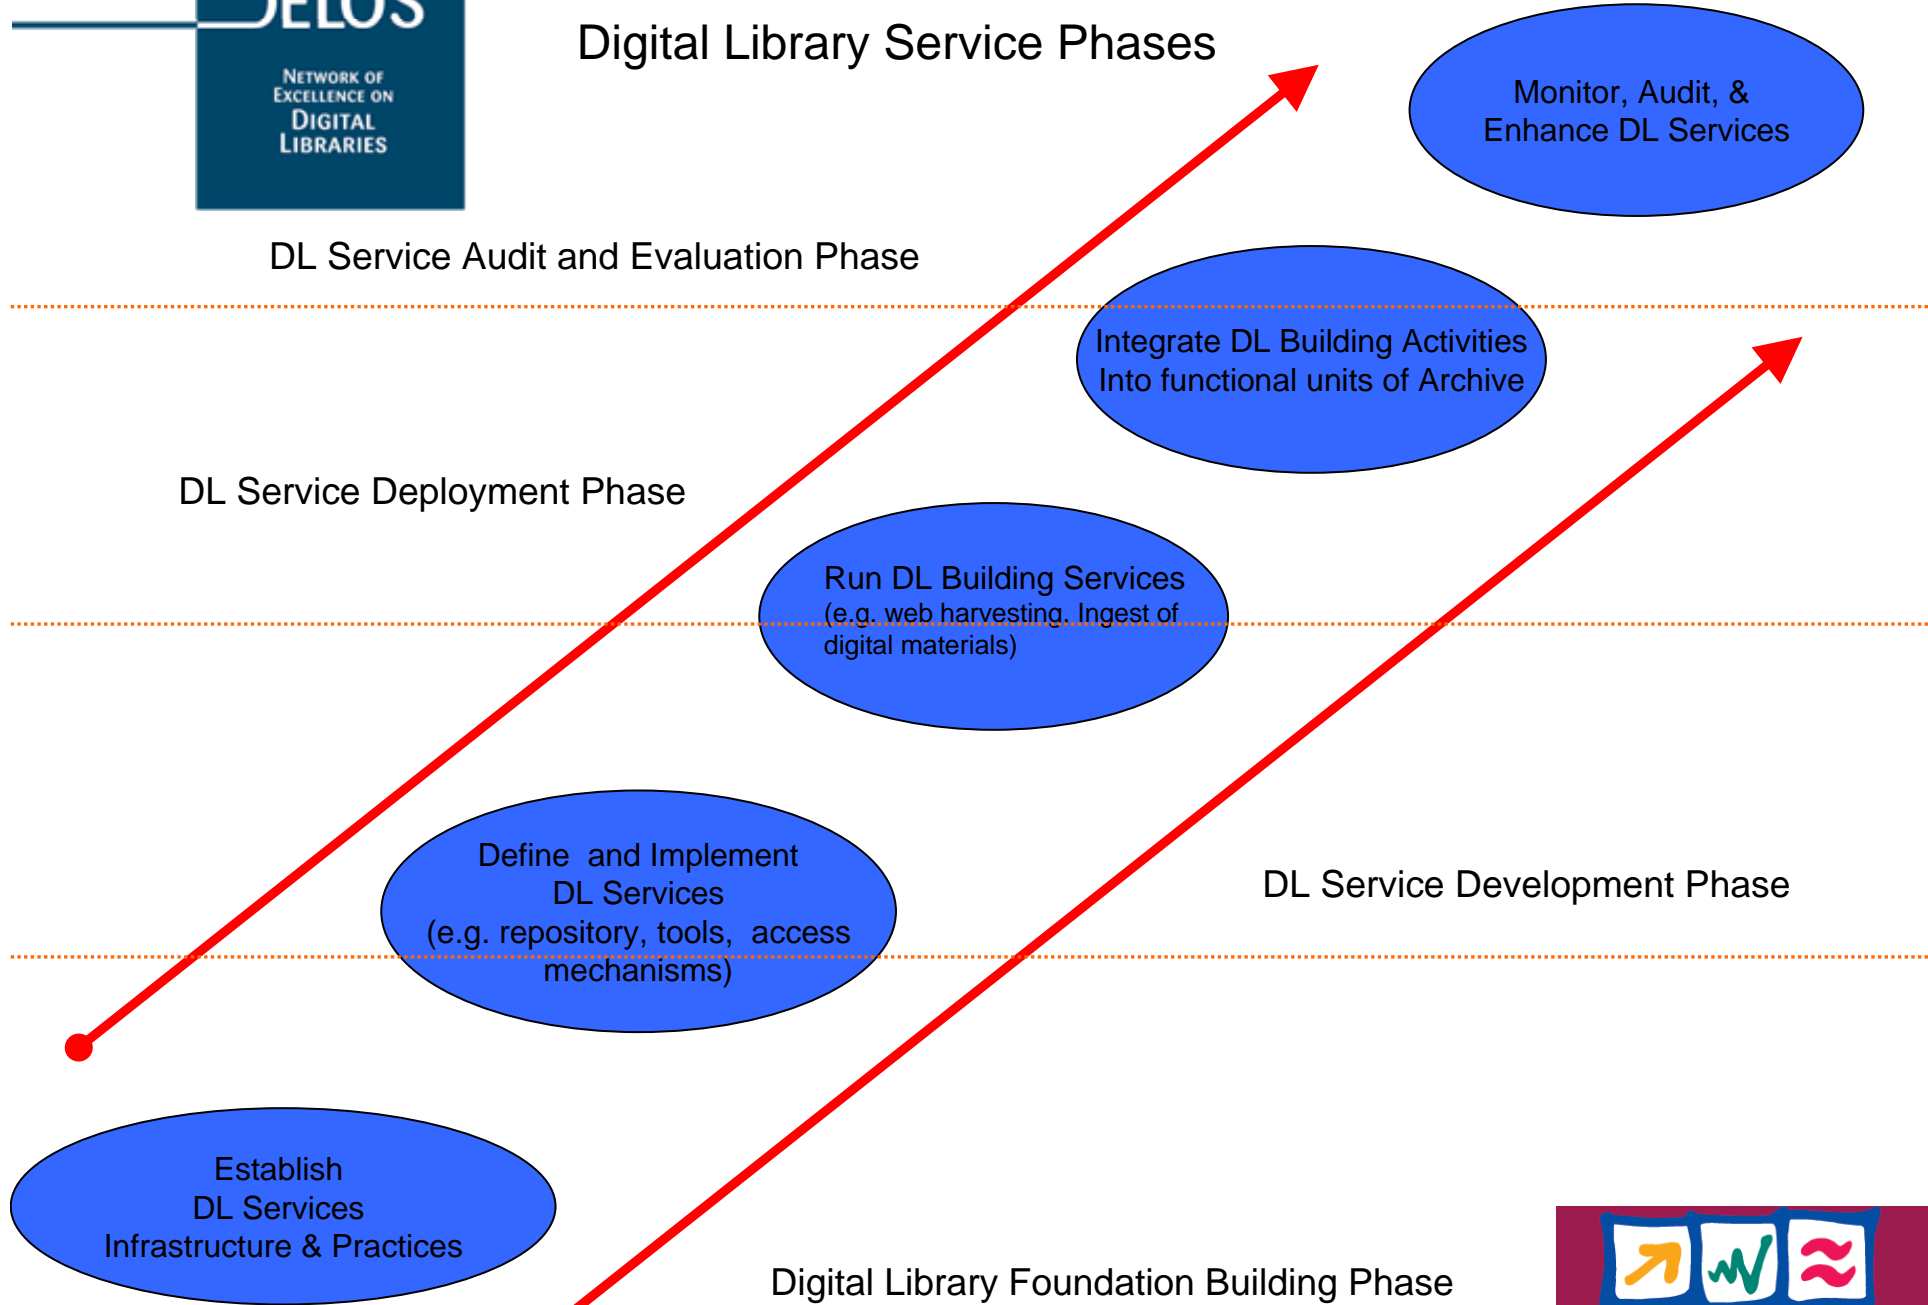 DELOS
NETWORK OF
EXCELLENCE ON
DIGITAL
LIBRARIES
Digital Library Service Phases
Monitor, Audit, &
Enhance DL Services
DL Service Audit and Evaluation Phase
Integrate DL Building Activities
Into functional units of Archive
DL Service Deployment Phase
Run DL Building Services
(e.g. web harvesting. Ingest of
digital materials)
Define and Implement
DL Services
(e.g. repository, tools, access
mechanisms)
DL Service Development Phase
Establish
DL Services
Infrastructure & Practices
Digital Library Foundation Building Phase